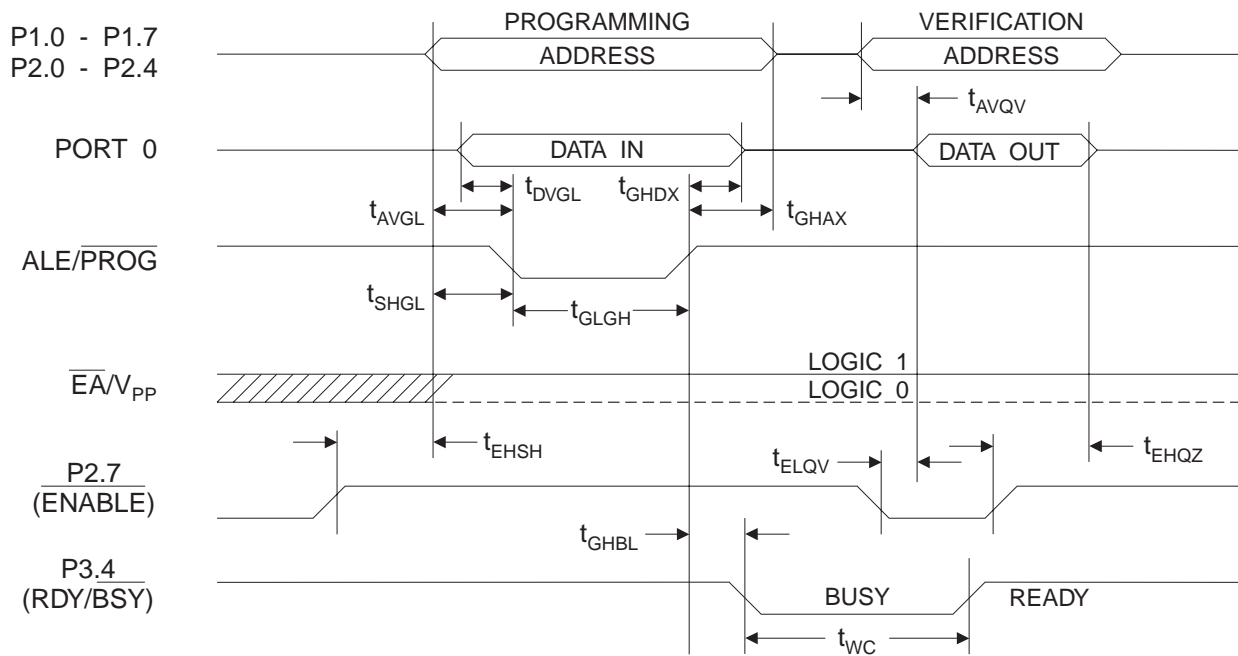 PROGRAMMING
VERIFICATION
P1.0 - P1.7
P2.0 - P2.4
ADDRESS
ADDRESS
tAVQV
PORT 0
DATA IN
DATA OUT
tDVGL
tGHDX
tAVGL
tGHAX
ALE/PROG
tSHGL
tGLGH
LOGIC 1
EA/VPP
LOGIC 0
tEHSH
tELQV
tEHQZ
P2.7
(ENABLE)
tGHBL
P3.4
(RDY/BSY)
BUSY
READY
tWC